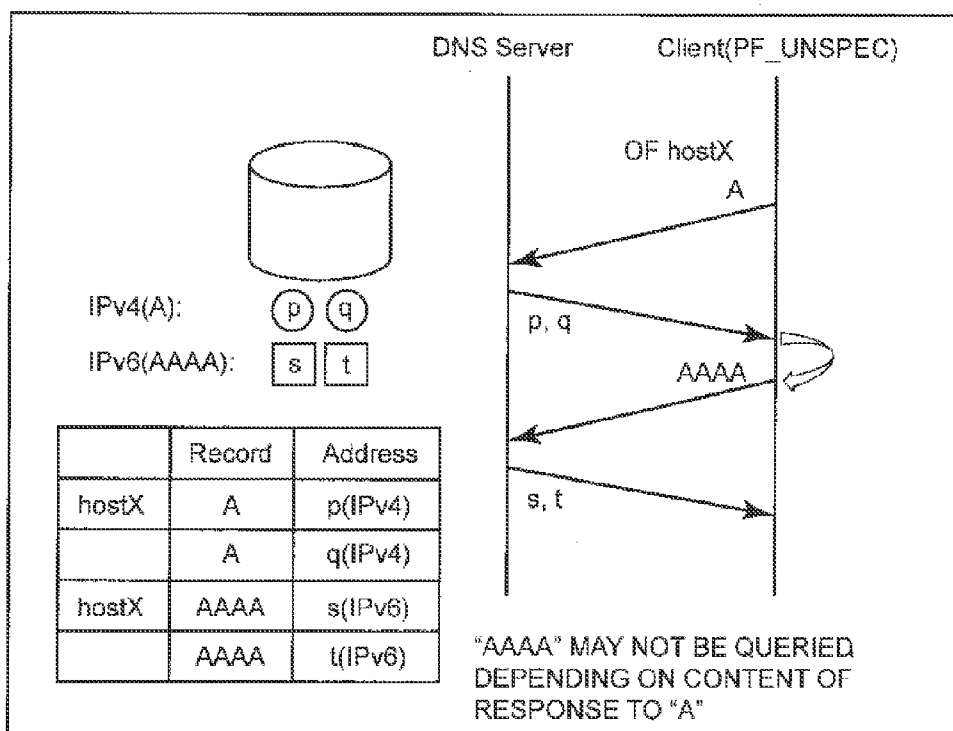 DNS Server
Client(PF_UNSPEC)
OF hostX
A
p, q
AAAA
s, t
IPv4(A):
p q
IPv6(AAAA):
s t
Record Address
hostX A p(IPv4)
A q(IPv4)
hostX AAAA s(IPv6)
AAAA t(IPv6)
"AAAA" MAY NOT BE QUERIED
DEPENDING ON CONTENT OF
RESPONSE TO "A"